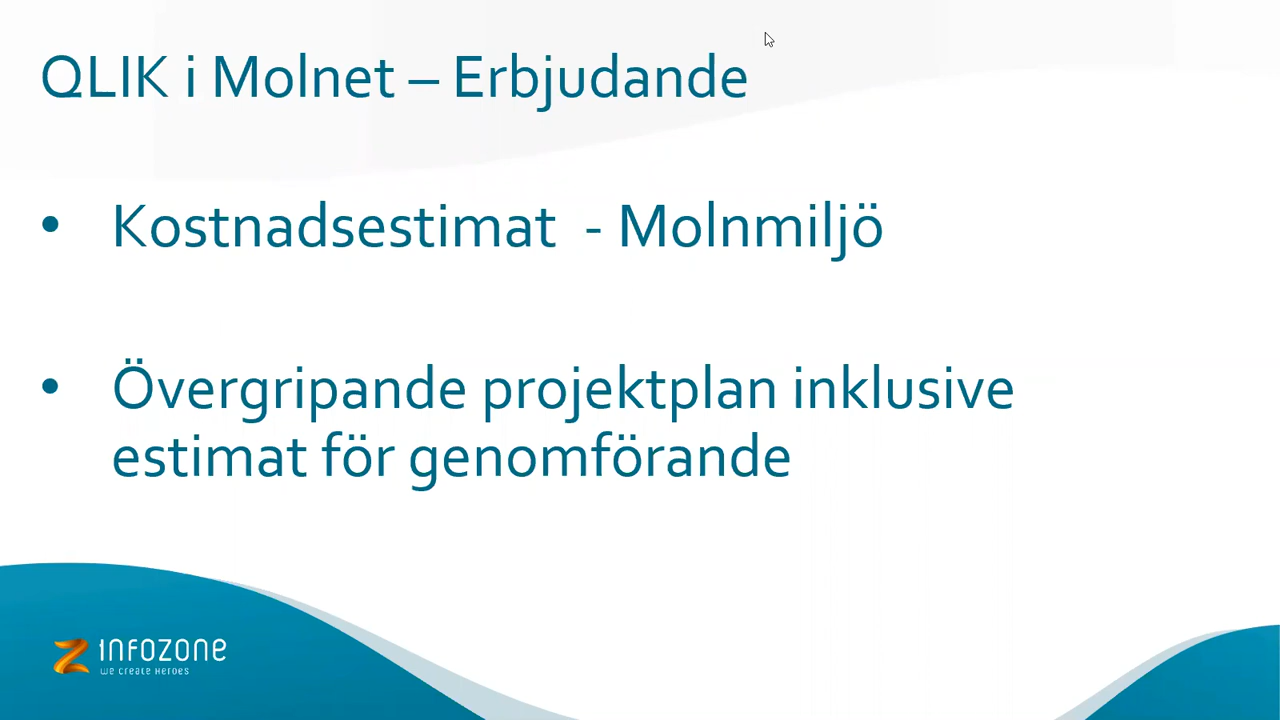 QLIK i Molnet – Erbjudande
• Kostnadsestimat - Molnmiljö
• Övergripande projektplan inklusive
estimat för genomförande
INFOZONE
WE CREATE HEROES